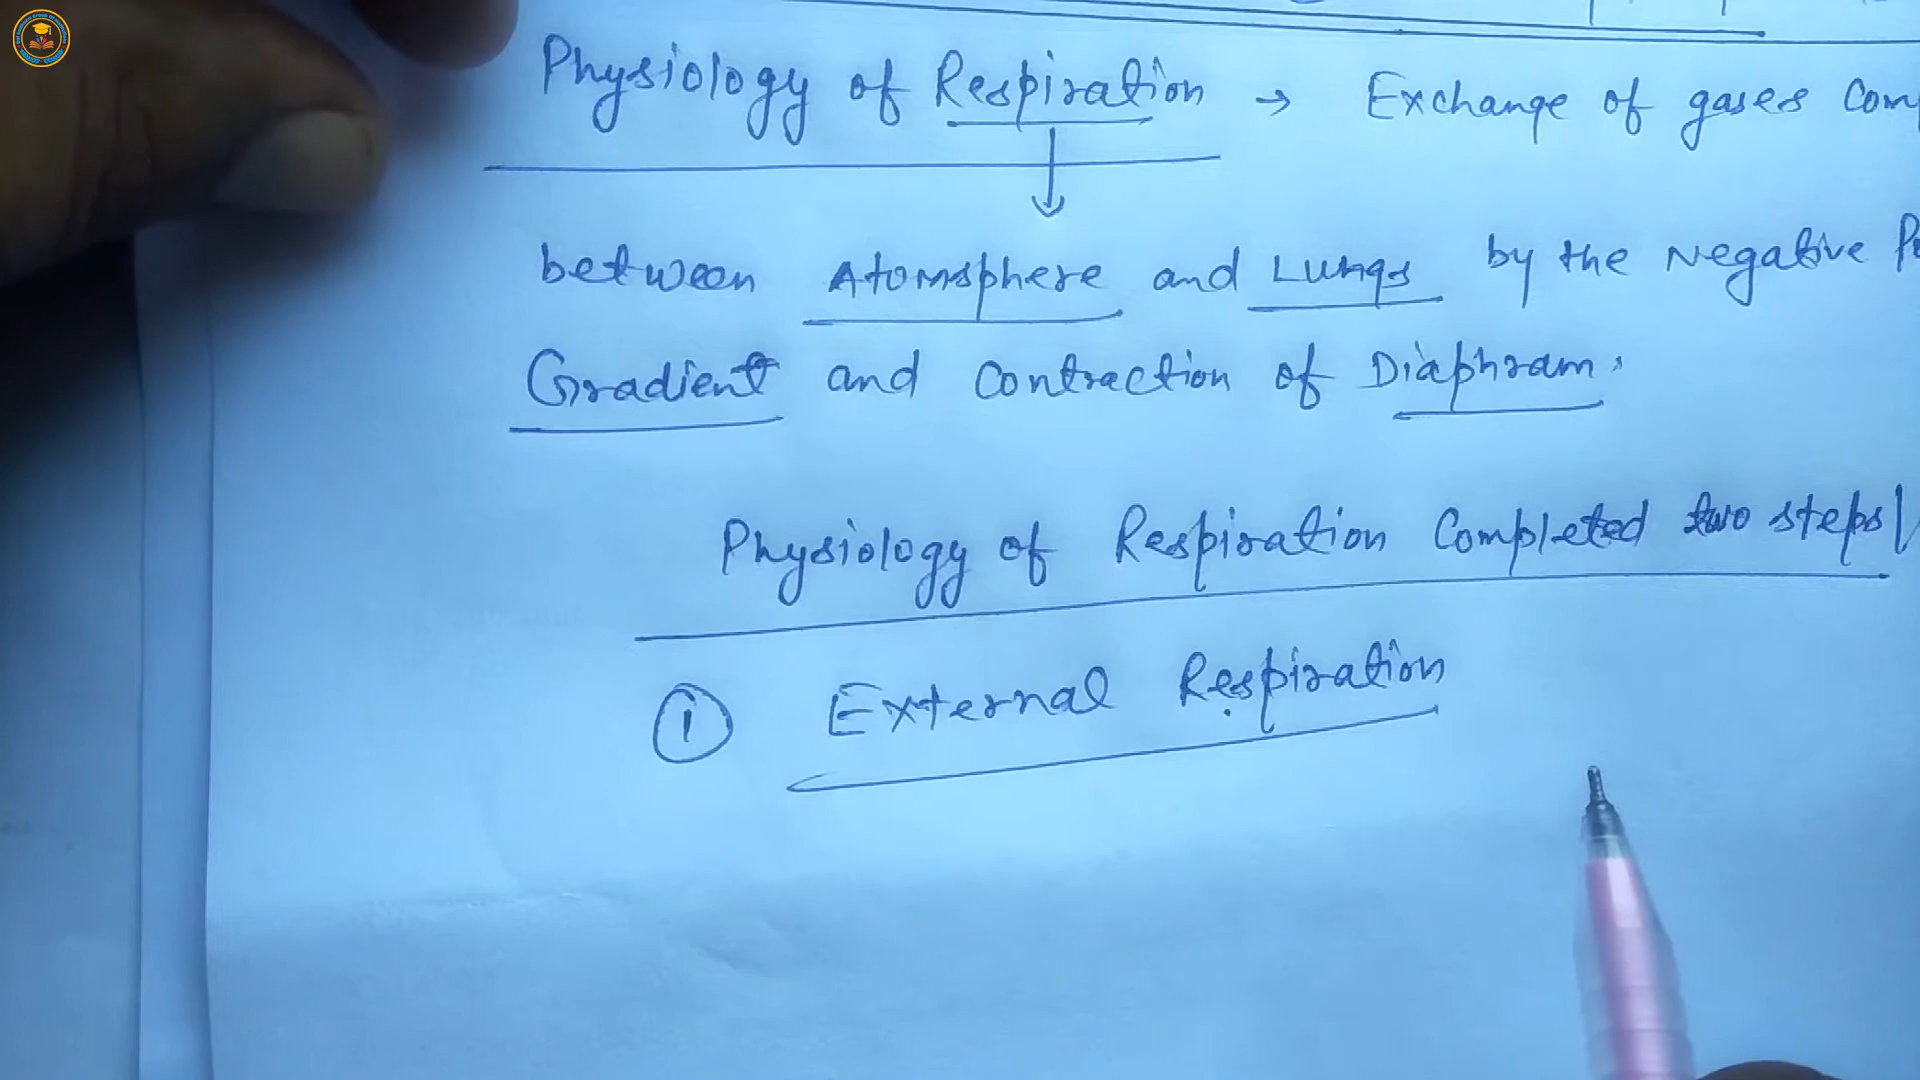 Physiology of Respiration → Exchange of gases com
between Atomsphere and Lungs by the Negative
Gradient and Contraction of Diaphram.
Physiology of Respiration Completed two steps
① External Respiration